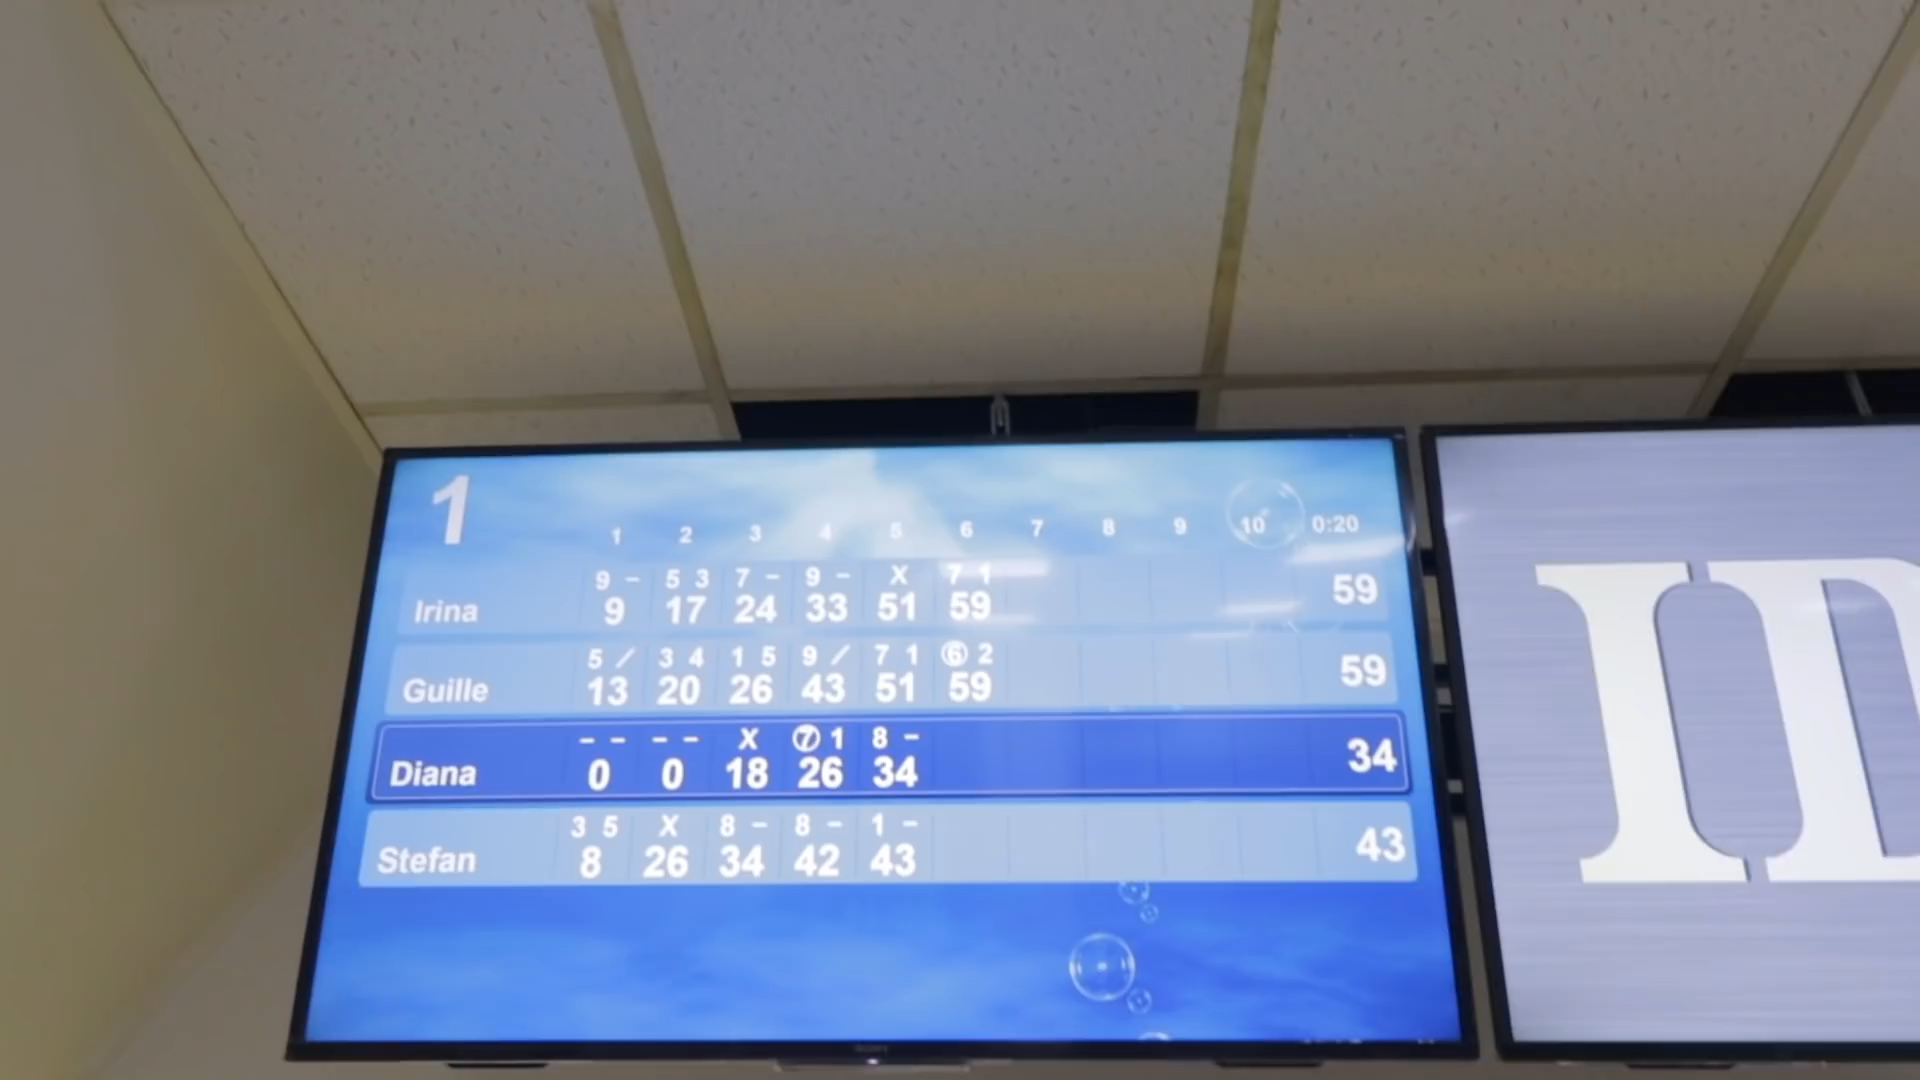 1
1 2 3 4 5 6 7 8 9 10 0:20
9 - 5 3 7 - 9 - X 7 1
Irina 9 17 24 33 51 59 59
5 / 3 4 1 5 9 / 7 1 ⑥ 2
Guille 13 20 26 43 51 59 59
- - - - X ⑦ 1 8 -
Diana 0 0 18 26 34 34
3 5 X 8 - 8 - 1 -
Stefan 8 26 34 42 43 43
SONY